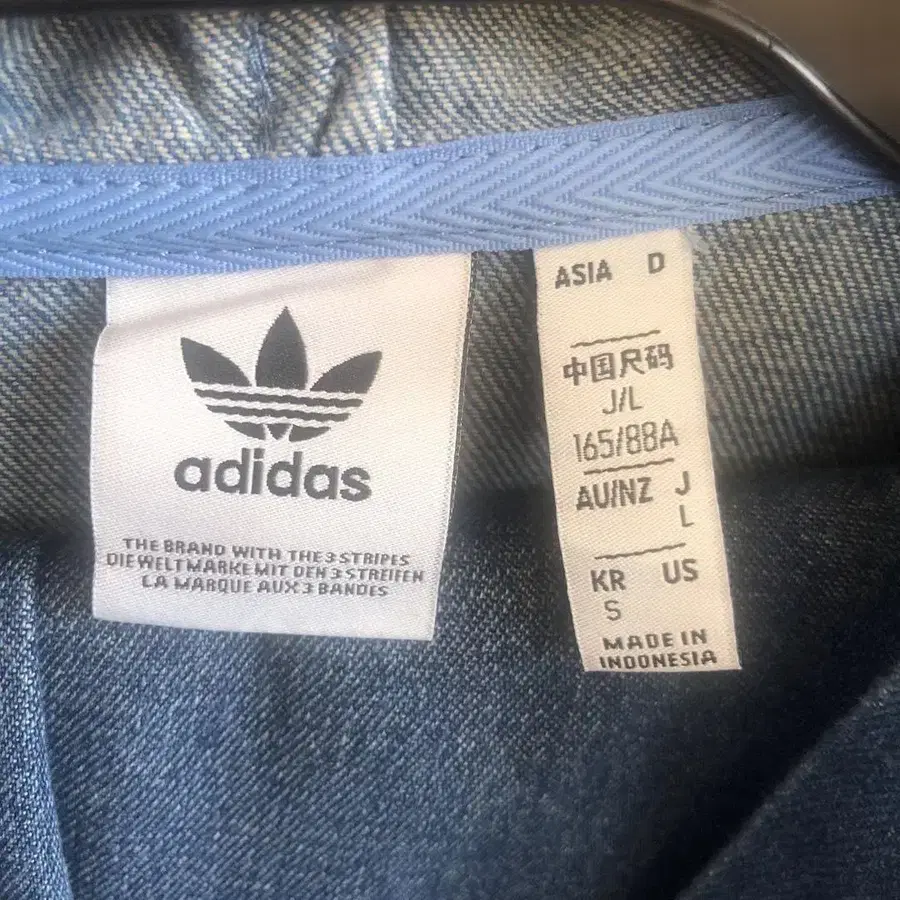 adidas
THE BRAND WITH THE 3 STRIPES
DIE WELTMARKE MIT DEN 3 STREIFEN
LA MARQUE AUX 3 BANDES
ASIA D
中国尺码
J/L
165/88A
AU/NZ J
L
KR US
S
MADE IN
INDONESIA